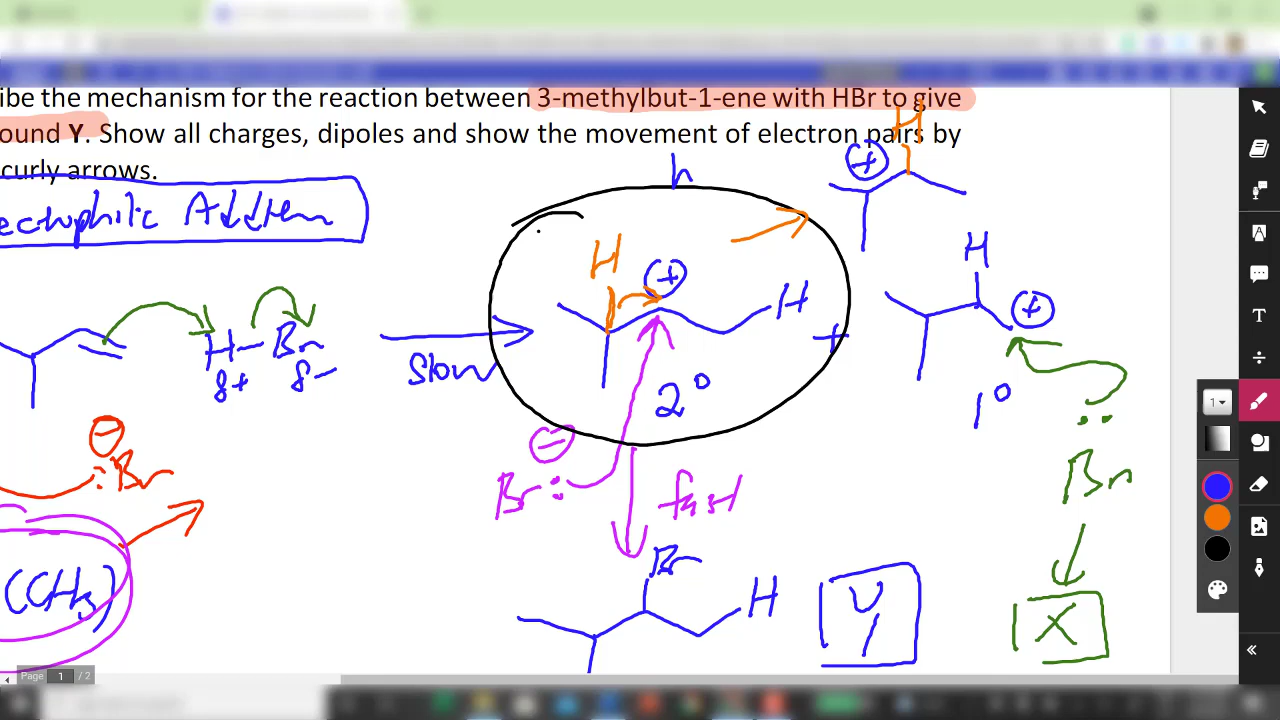 ibe the mechanism for the reaction between 3-methylbut-1-ene with HBr to give
ound Y. Show all charges, dipoles and show the movement of electron pairs by
curly arrows.
H
h
ectrophilic Addition
H
H
H
H-Br
δ+ δ-
Slow
2°
1°
Br
Br
Br
fast
Br
(CH3)
H
Y
X
Page 1 / 2
1